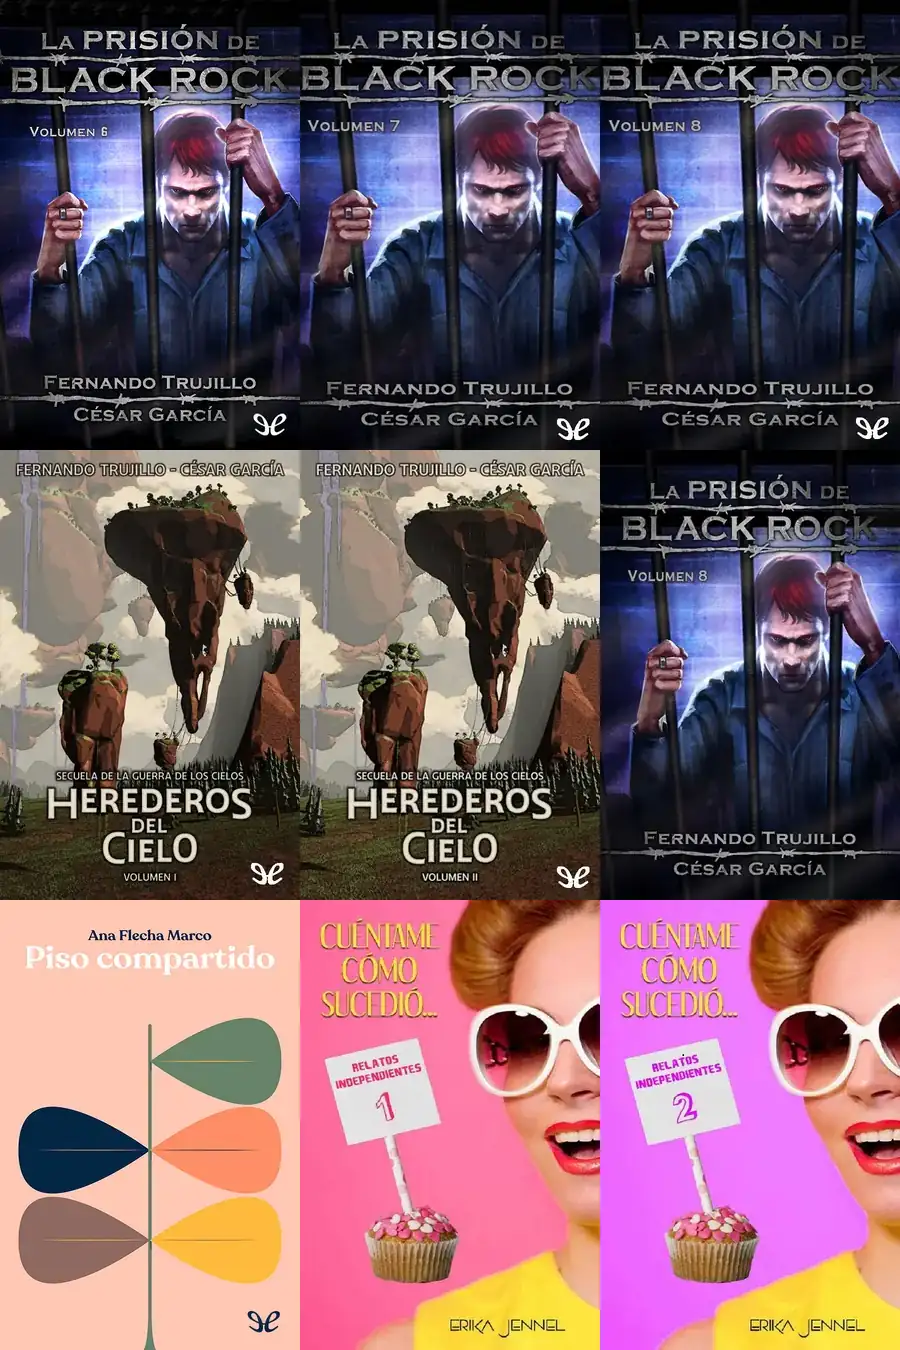 LA PRISIÓN DE
BLACK ROCK
VOLUMEN 6
FERNANDO TRUJILLO
CÉSAR GARCÍA
LA PRISIÓN DE
BLACK ROCK
VOLUMEN 7
FERNANDO TRUJILLO
CÉSAR GARCÍA
LA PRISIÓN DE
BLACK ROCK
VOLUMEN 8
FERNANDO TRUJILLO
CÉSAR GARCÍA
FERNANDO TRUJILLO - CÉSAR GARCÍA
SECUELA DE LA GUERRA DE LOS CIELOS
HEREDEROS
DEL
CIELO
VOLUMEN I
FERNANDO TRUJILLO - CÉSAR GARCÍA
SECUELA DE LA GUERRA DE LOS CIELOS
HEREDEROS
DEL
CIELO
VOLUMEN II
LA PRISIÓN DE
BLACK ROCK
VOLUMEN 8
FERNANDO TRUJILLO
CÉSAR GARCÍA
Ana Flecha Marco
Piso compartido
CUÉNTAME
CÓMO
SUCEDIÓ...
RELATOS
INDEPENDIENTES
1
ERIKA JENNEL
CUÉNTAME
CÓMO
SUCEDIÓ...
RELATOS
INDEPENDIENTES
2
ERIKA JENNEL